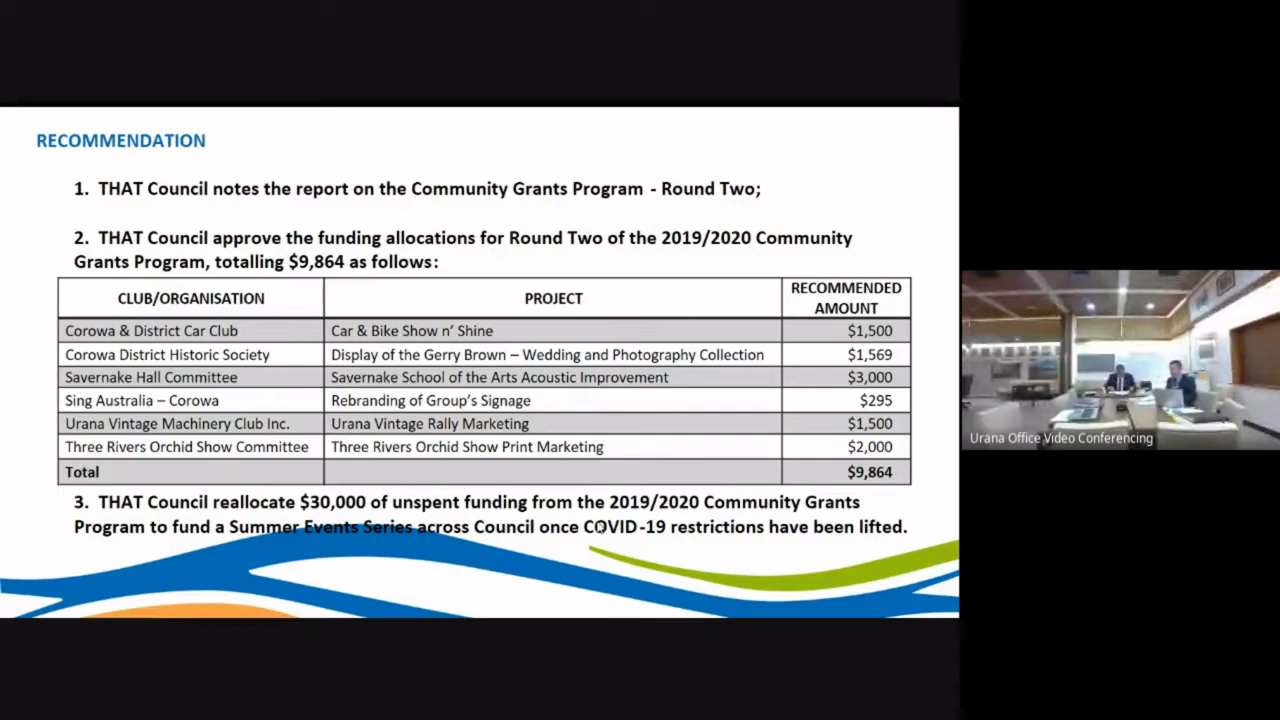 RECOMMENDATION
1. THAT Council notes the report on the Community Grants Program - Round Two;
2. THAT Council approve the funding allocations for Round Two of the 2019/2020 Community
Grants Program, totalling $9,864 as follows:
CLUB/ORGANISATION PROJECT RECOMMENDED AMOUNT
Corowa & District Car Club Car & Bike Show n’ Shine $1,500
Corowa District Historic Society Display of the Gerry Brown – Wedding and Photography Collection $1,569
Savernake Hall Committee Savernake School of the Arts Acoustic Improvement $3,000
Sing Australia – Corowa Rebranding of Group’s Signage $295
Urana Vintage Machinery Club Inc. Urana Vintage Rally Marketing $1,500
Three Rivers Orchid Show Committee Three Rivers Orchid Show Print Marketing $2,000
Total $9,864
3. THAT Council reallocate $30,000 of unspent funding from the 2019/2020 Community Grants
Program to fund a Summer Events Series across Council once COVID-19 restrictions have been lifted.
Urana Office Video Conferencing